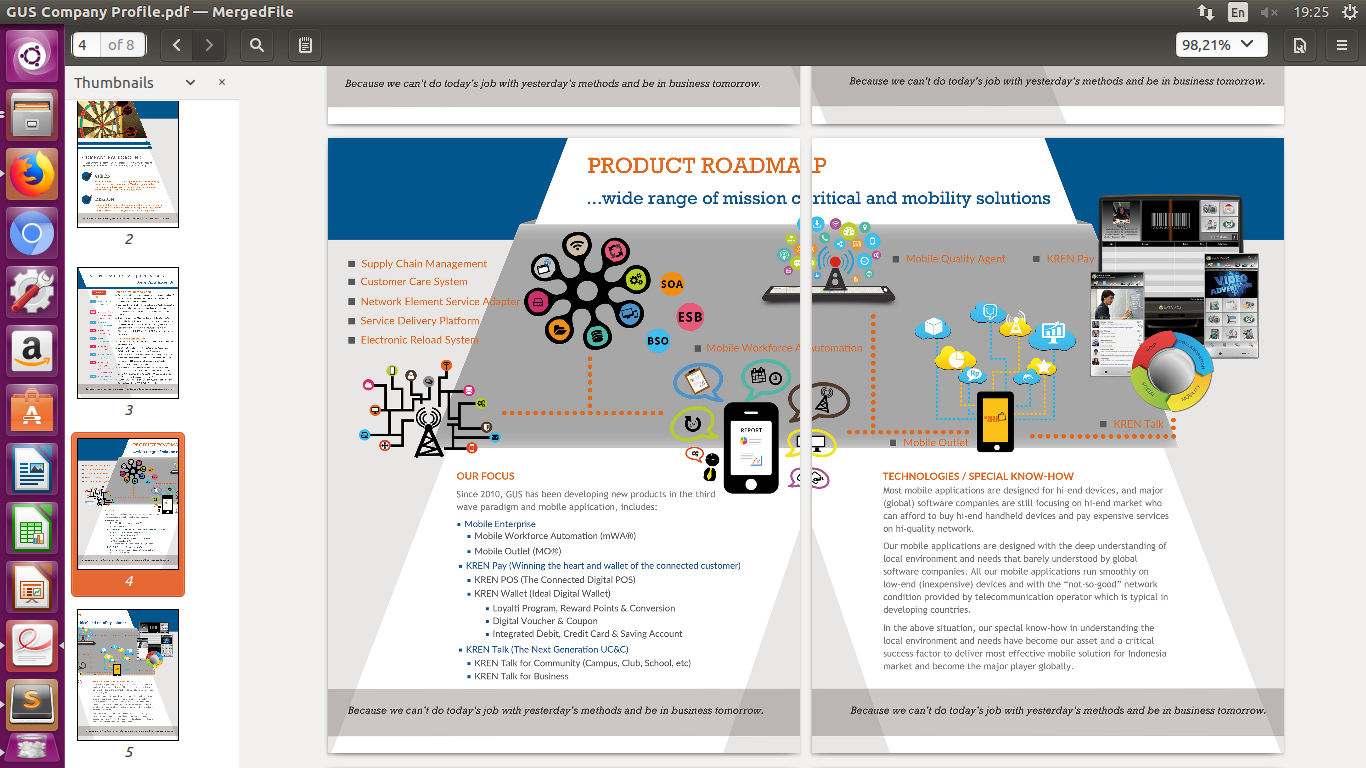 GUS Company Profile.pdf — MergedFile
En
19:25
4 of 8
98,21%
Thumbnails
2
3
4
5
Because we can't do today's job with yesterday's methods and be in business tomorrow.
Because we can't do today's job with yesterday's methods and be in business tomorrow.
PRODUCT ROADMAP
...wide range of mission critical and mobility solutions
Supply Chain Management
Customer Care System
Network Element Service Adapter
Service Delivery Platform
Electronic Reload System
SOA
ESB
BSO
Mobile Workforce Automation
REPORT
Mobile Quality Agent
KREN Pay
Rp
Mobile Outlet
KREN Talk
OUR FOCUS
Since 2010, GUS has been developing new products in the third
wave paradigm and mobile application, includes:
Mobile Enterprise
Mobile Workforce Automation (mWA®)
Mobile Outlet (MO®)
KREN Pay (Winning the heart and wallet of the connected customer)
KREN POS (The Connected Digital POS)
KREN Wallet (Ideal Digital Wallet)
Loyalti Program, Reward Points & Conversion
Digital Voucher & Coupon
Integrated Debit, Credit Card & Saving Account
KREN Talk (The Next Generation UC&C)
KREN Talk for Community (Campus, Club, School, etc)
KREN Talk for Business
Because we can't do today's job with yesterday's methods and be in business tomorrow.
TECHNOLOGIES / SPECIAL KNOW-HOW
Most mobile applications are designed for hi-end devices, and major
(global) software companies are still focusing on hi-end market who
can afford to buy hi-end handheld devices and pay expensive services
on hi-quality network.
Our mobile applications are designed with the deep understanding of
local environment and needs that barely understood by global
software companies. All our mobile applications run smoothly on
low-end (inexpensive) devices and with the “not-so-good” network
condition provided by telecommunication operator which is typical in
developing countries.
In the above situation, our special know-how in understanding the
local environment and needs have become our asset and a critical
success factor to deliver most effective mobile solution for Indonesia
market and become the major player globally.
Because we can't do today's job with yesterday's methods and be in business tomorrow.